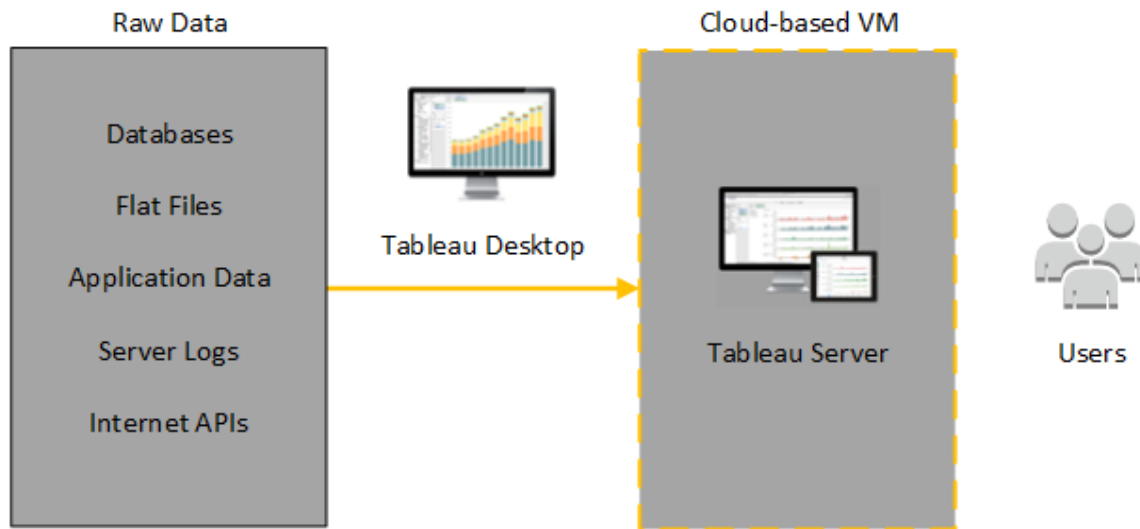 Raw Data
Cloud-based VM
Databases
Flat Files
Application Data
Server Logs
Internet APIs
Tableau Desktop
Tableau Server
Users